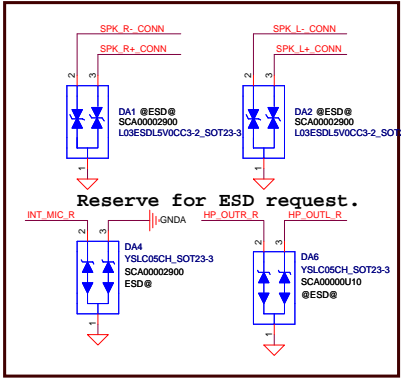 SPK_R-_CONN
SPK_R+_CONN
2
3
DA1 @ESD@
SCA00002900
L03ESDL5V0CC3-2_SOT23-3
1
SPK_L-_CONN
SPK_L+_CONN
2
3
DA2 @ESD@
SCA00002900
L03ESDL5V0CC3-2_SOT2
1
Reserve for ESD request.
INT_MIC_R
GNDA
2
3
DA4
YSLC05CH_SOT23-3
SCA00002900
ESD@
1
HP_OUTR_R
HP_OUTL_R
2
3
DA6
YSLC05CH_SOT23-3
SCA00000U10
@ESD@
1